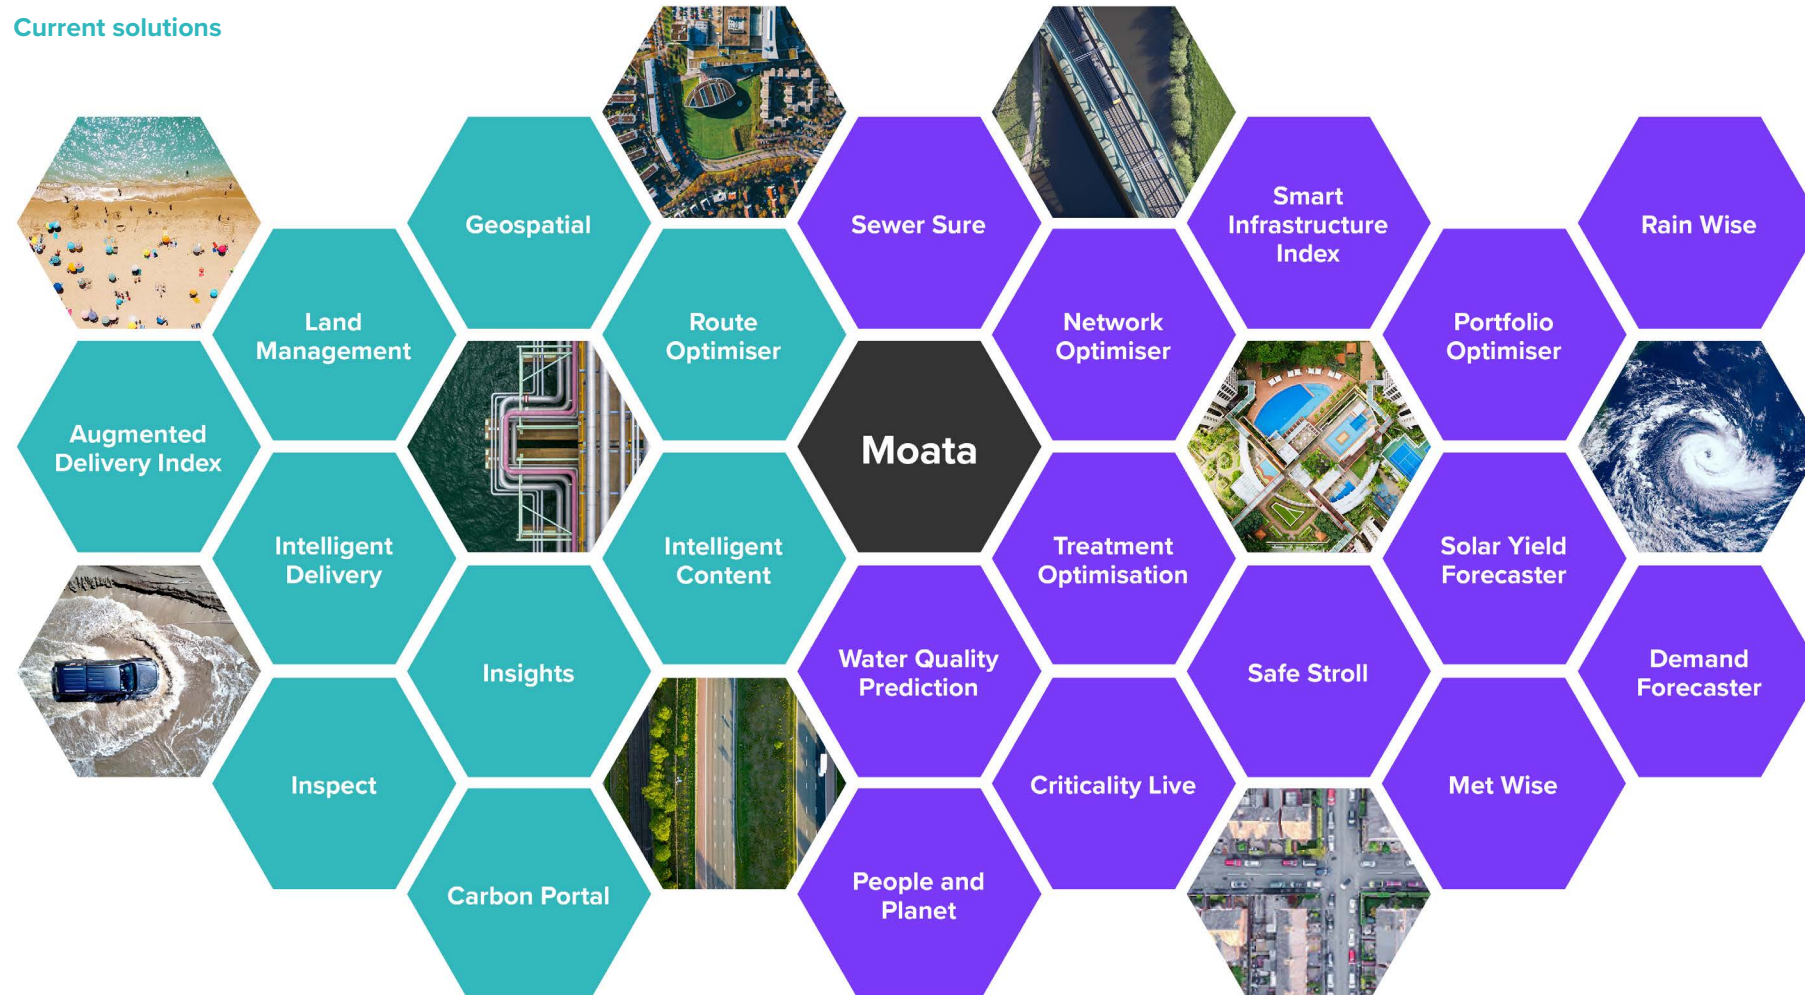 Current solutions
Geospatial
Sewer Sure
Smart
Infrastructure
Index
Rain Wise
Land
Management
Route
Optimiser
Network
Optimiser
Portfolio
Optimiser
Augmented
Delivery Index
Moata
Intelligent
Delivery
Intelligent
Content
Treatment
Optimisation
Solar Yield
Forecaster
Insights
Water Quality
Prediction
Safe Stroll
Demand
Forecaster
Inspect
Criticality Live
Met Wise
Carbon Portal
People and
Planet